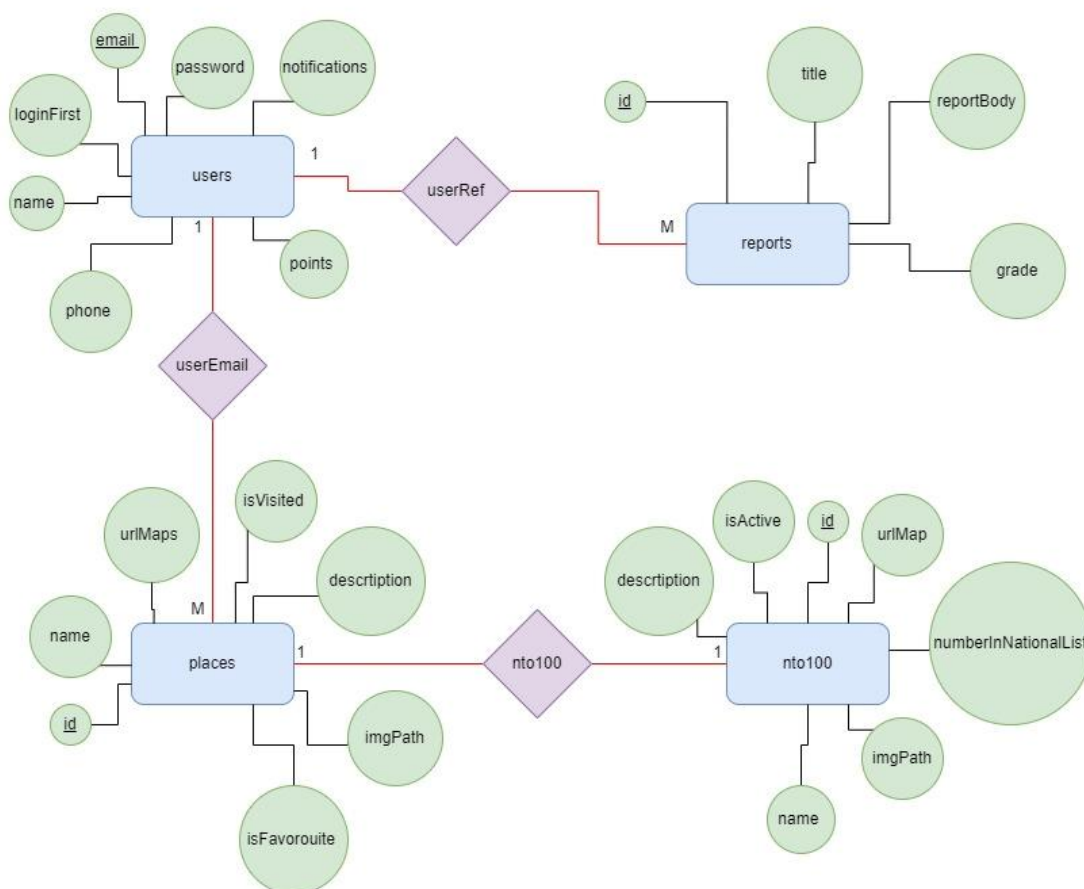 email
password
notifications
title
loginFirst
id
reportBody
users
1
userRef
name
M
reports
1
points
grade
phone
userEmail
isVisited
isActive
id
urlMap
urlMaps
descrtiption
descrtiption
M
name
numberInNationalList
places
1
nto100
1
nto100
id
imgPath
imgPath
name
isFavorouite